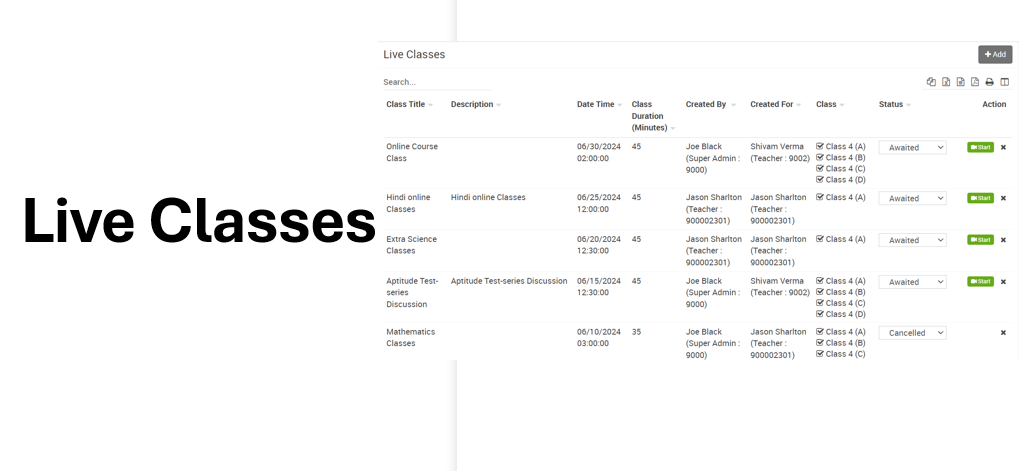 Live Classes
Live Classes
+ Add
Search...
Class Title Description Date Time Class Duration (Minutes) Created By Created For Class Status Action
Online Course Class 06/30/2024 02:00:00 45 Joe Black (Super Admin : 9000) Shivam Verma (Teacher : 9002) Class 4 (A) Class 4 (B) Class 4 (C) Class 4 (D) Awaited Start
Hindi online Classes Hindi online Classes 06/25/2024 12:00:00 45 Jason Sharlton (Teacher : 900002301) Jason Sharlton (Teacher : 900002301) Class 4 (A) Awaited Start
Extra Science Classes 06/20/2024 12:30:00 45 Jason Sharlton (Teacher : 900002301) Jason Sharlton (Teacher : 900002301) Class 4 (A) Awaited Start
Aptitude Test-series Discussion Aptitude Test-series Discussion 06/15/2024 12:30:00 45 Joe Black (Super Admin : 9000) Shivam Verma (Teacher : 9002) Class 4 (A) Class 4 (B) Class 4 (C) Class 4 (D) Awaited Start
Mathematics Classes 06/10/2024 03:00:00 35 Joe Black (Super Admin : 9000) Jason Sharlton (Teacher : 900002301) Class 4 (A) Class 4 (B) Class 4 (C) Cancelled